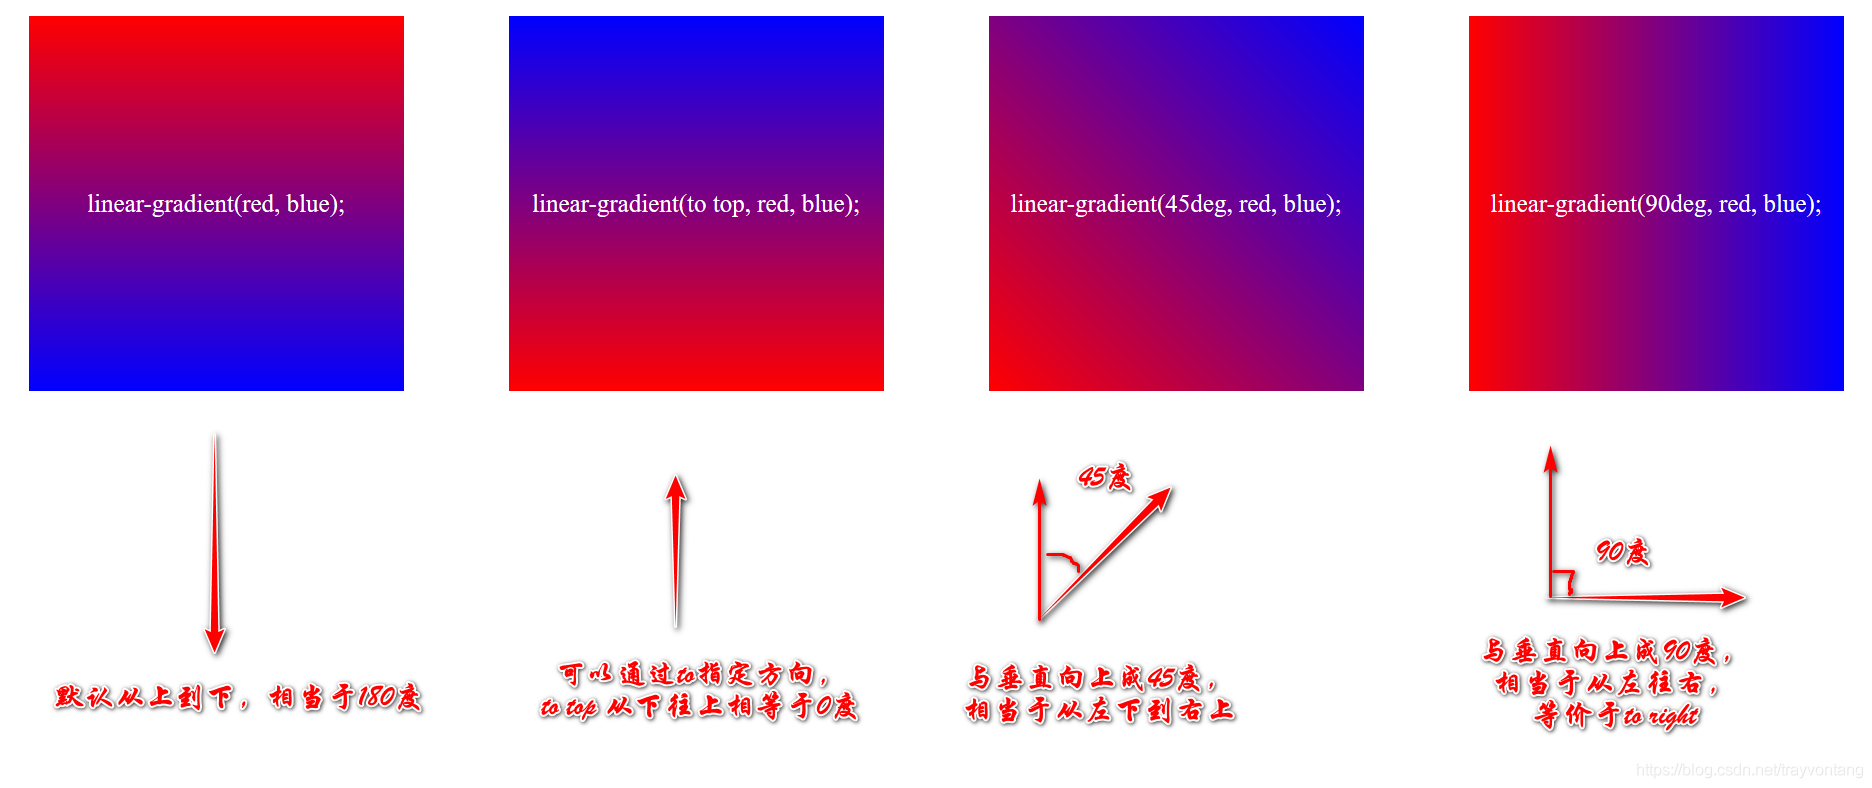 linear-gradient(red, blue);
linear-gradient(to top, red, blue);
linear-gradient(45deg, red, blue);
linear-gradient(90deg, red, blue);
45度
90度
默认从上到下，相当于180度
可以通过to指定方向，
to top 从下往上相等于0度
与垂直向上成45度，
相当于从左下到右上
与垂直向上成90度，
相当于从左往右，
等价于to right
https://blog.csdn.net/trayvontang